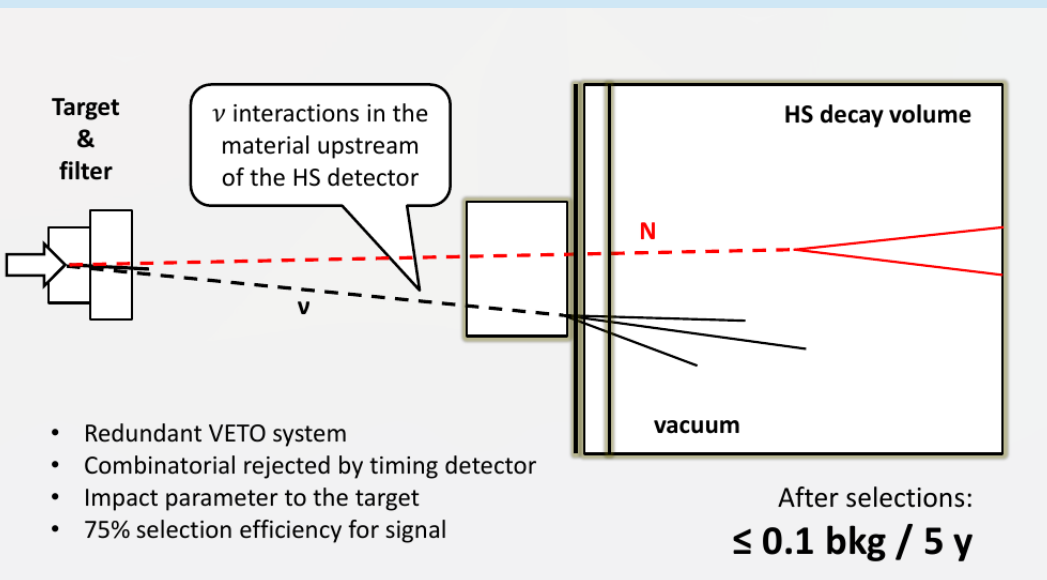 Target
&
filter
ν interactions in the
material upstream
of the HS detector
HS decay volume
N
ν
vacuum
• Redundant VETO system
• Combinatorial rejected by timing detector
• Impact parameter to the target
• 75% selection efficiency for signal
After selections:
≤ 0.1 bkg / 5 y